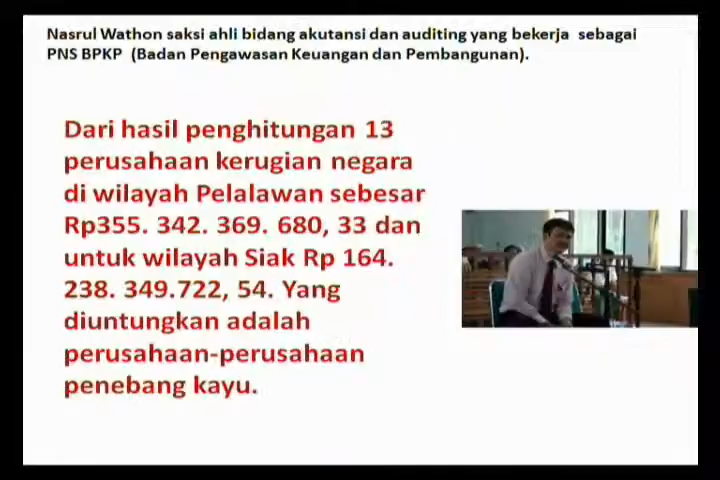 Nasrul Wathon saksi ahli bidang akutansi dan auditing yang bekerja sebagai
PNS BPKP (Badan Pengawasan Keuangan dan Pembangunan).
Dari hasil penghitungan 13
perusahaan kerugian negara
di wilayah Pelalawan sebesar
Rp355. 342. 369. 680, 33 dan
untuk wilayah Siak Rp 164.
238. 349.722, 54. Yang
diuntungkan adalah
perusahaan-perusahaan
penebang kayu.